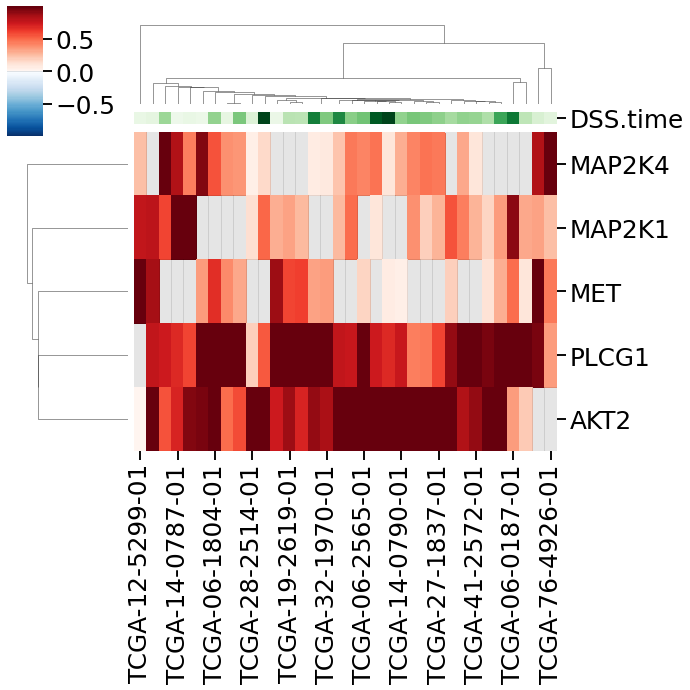 0.5
0.0
−0.5
DSS.time
MAP2K4
MAP2K1
MET
PLCG1
AKT2
TCGA-12-5299-01
TCGA-14-0787-01
TCGA-06-1804-01
TCGA-28-2514-01
TCGA-19-2619-01
TCGA-32-1970-01
TCGA-06-2565-01
TCGA-14-0790-01
TCGA-27-1837-01
TCGA-41-2572-01
TCGA-06-0187-01
TCGA-76-4926-01